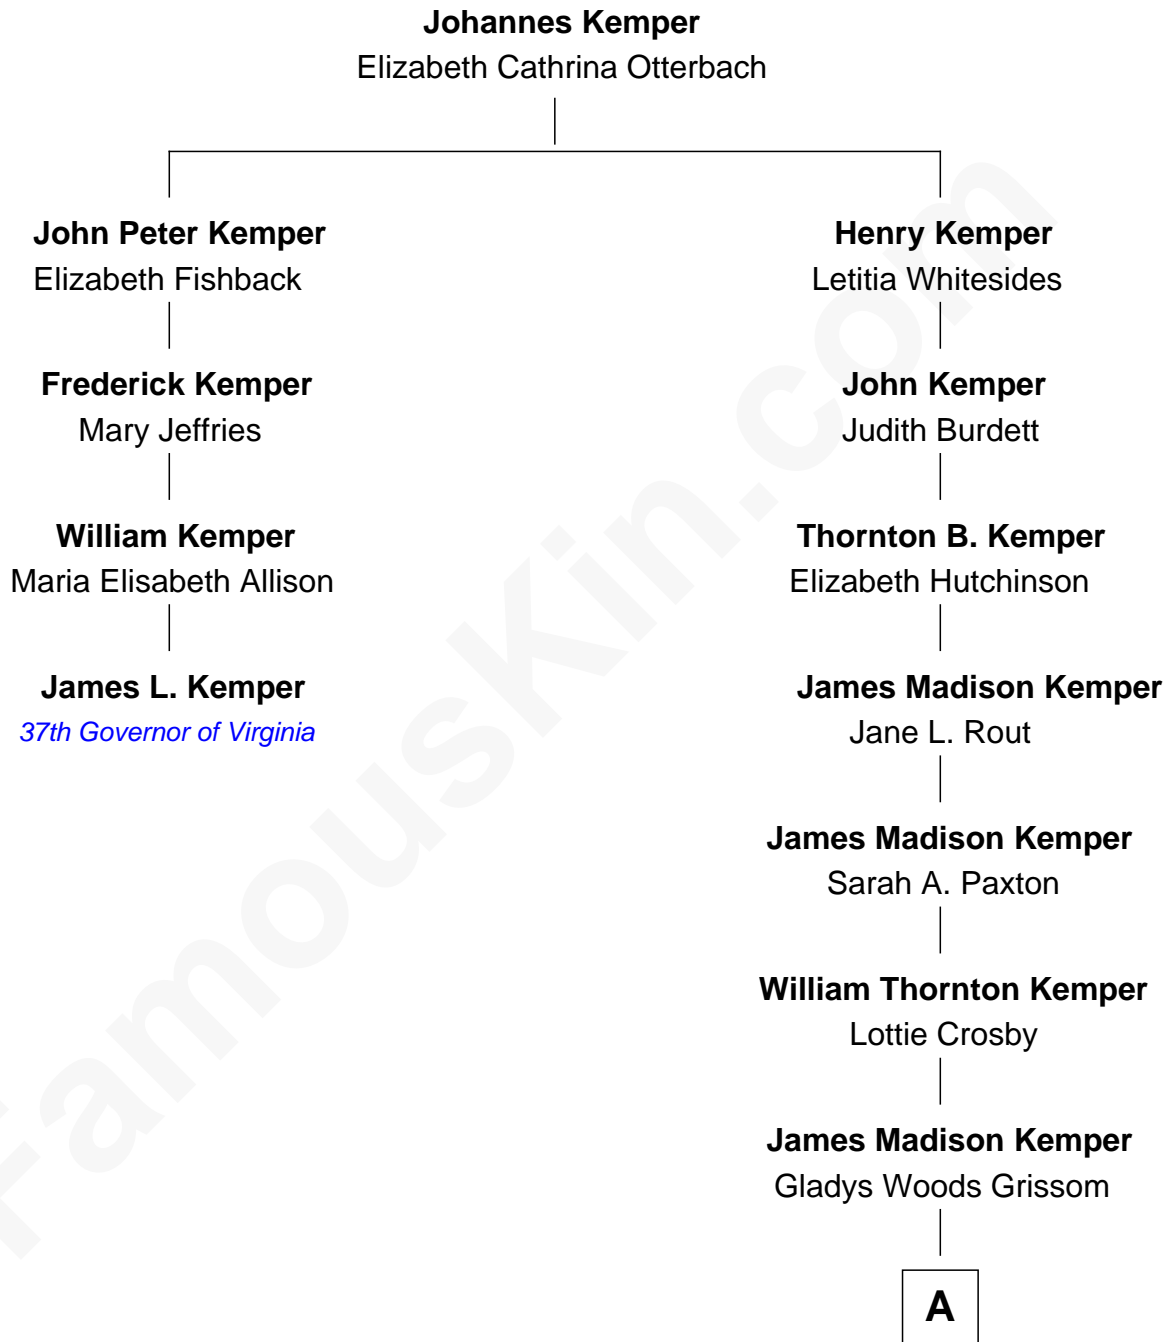 Johannes Kemper
Elizabeth Cathrina Otterbach
John Peter Kemper
Elizabeth Fishback
Henry Kemper
Letitia Whitesides
Frederick Kemper
Mary Jeffries
John Kemper
Judith Burdett
William Kemper
Maria Elisabeth Allison
Thornton B. Kemper
Elizabeth Hutchinson
James L. Kemper
37th Governor of Virginia
James Madison Kemper
Jane L. Rout
James Madison Kemper
Sarah A. Paxton
William Thornton Kemper
Lottie Crosby
James Madison Kemper
Gladys Woods Grissom
A
FamousKin.com